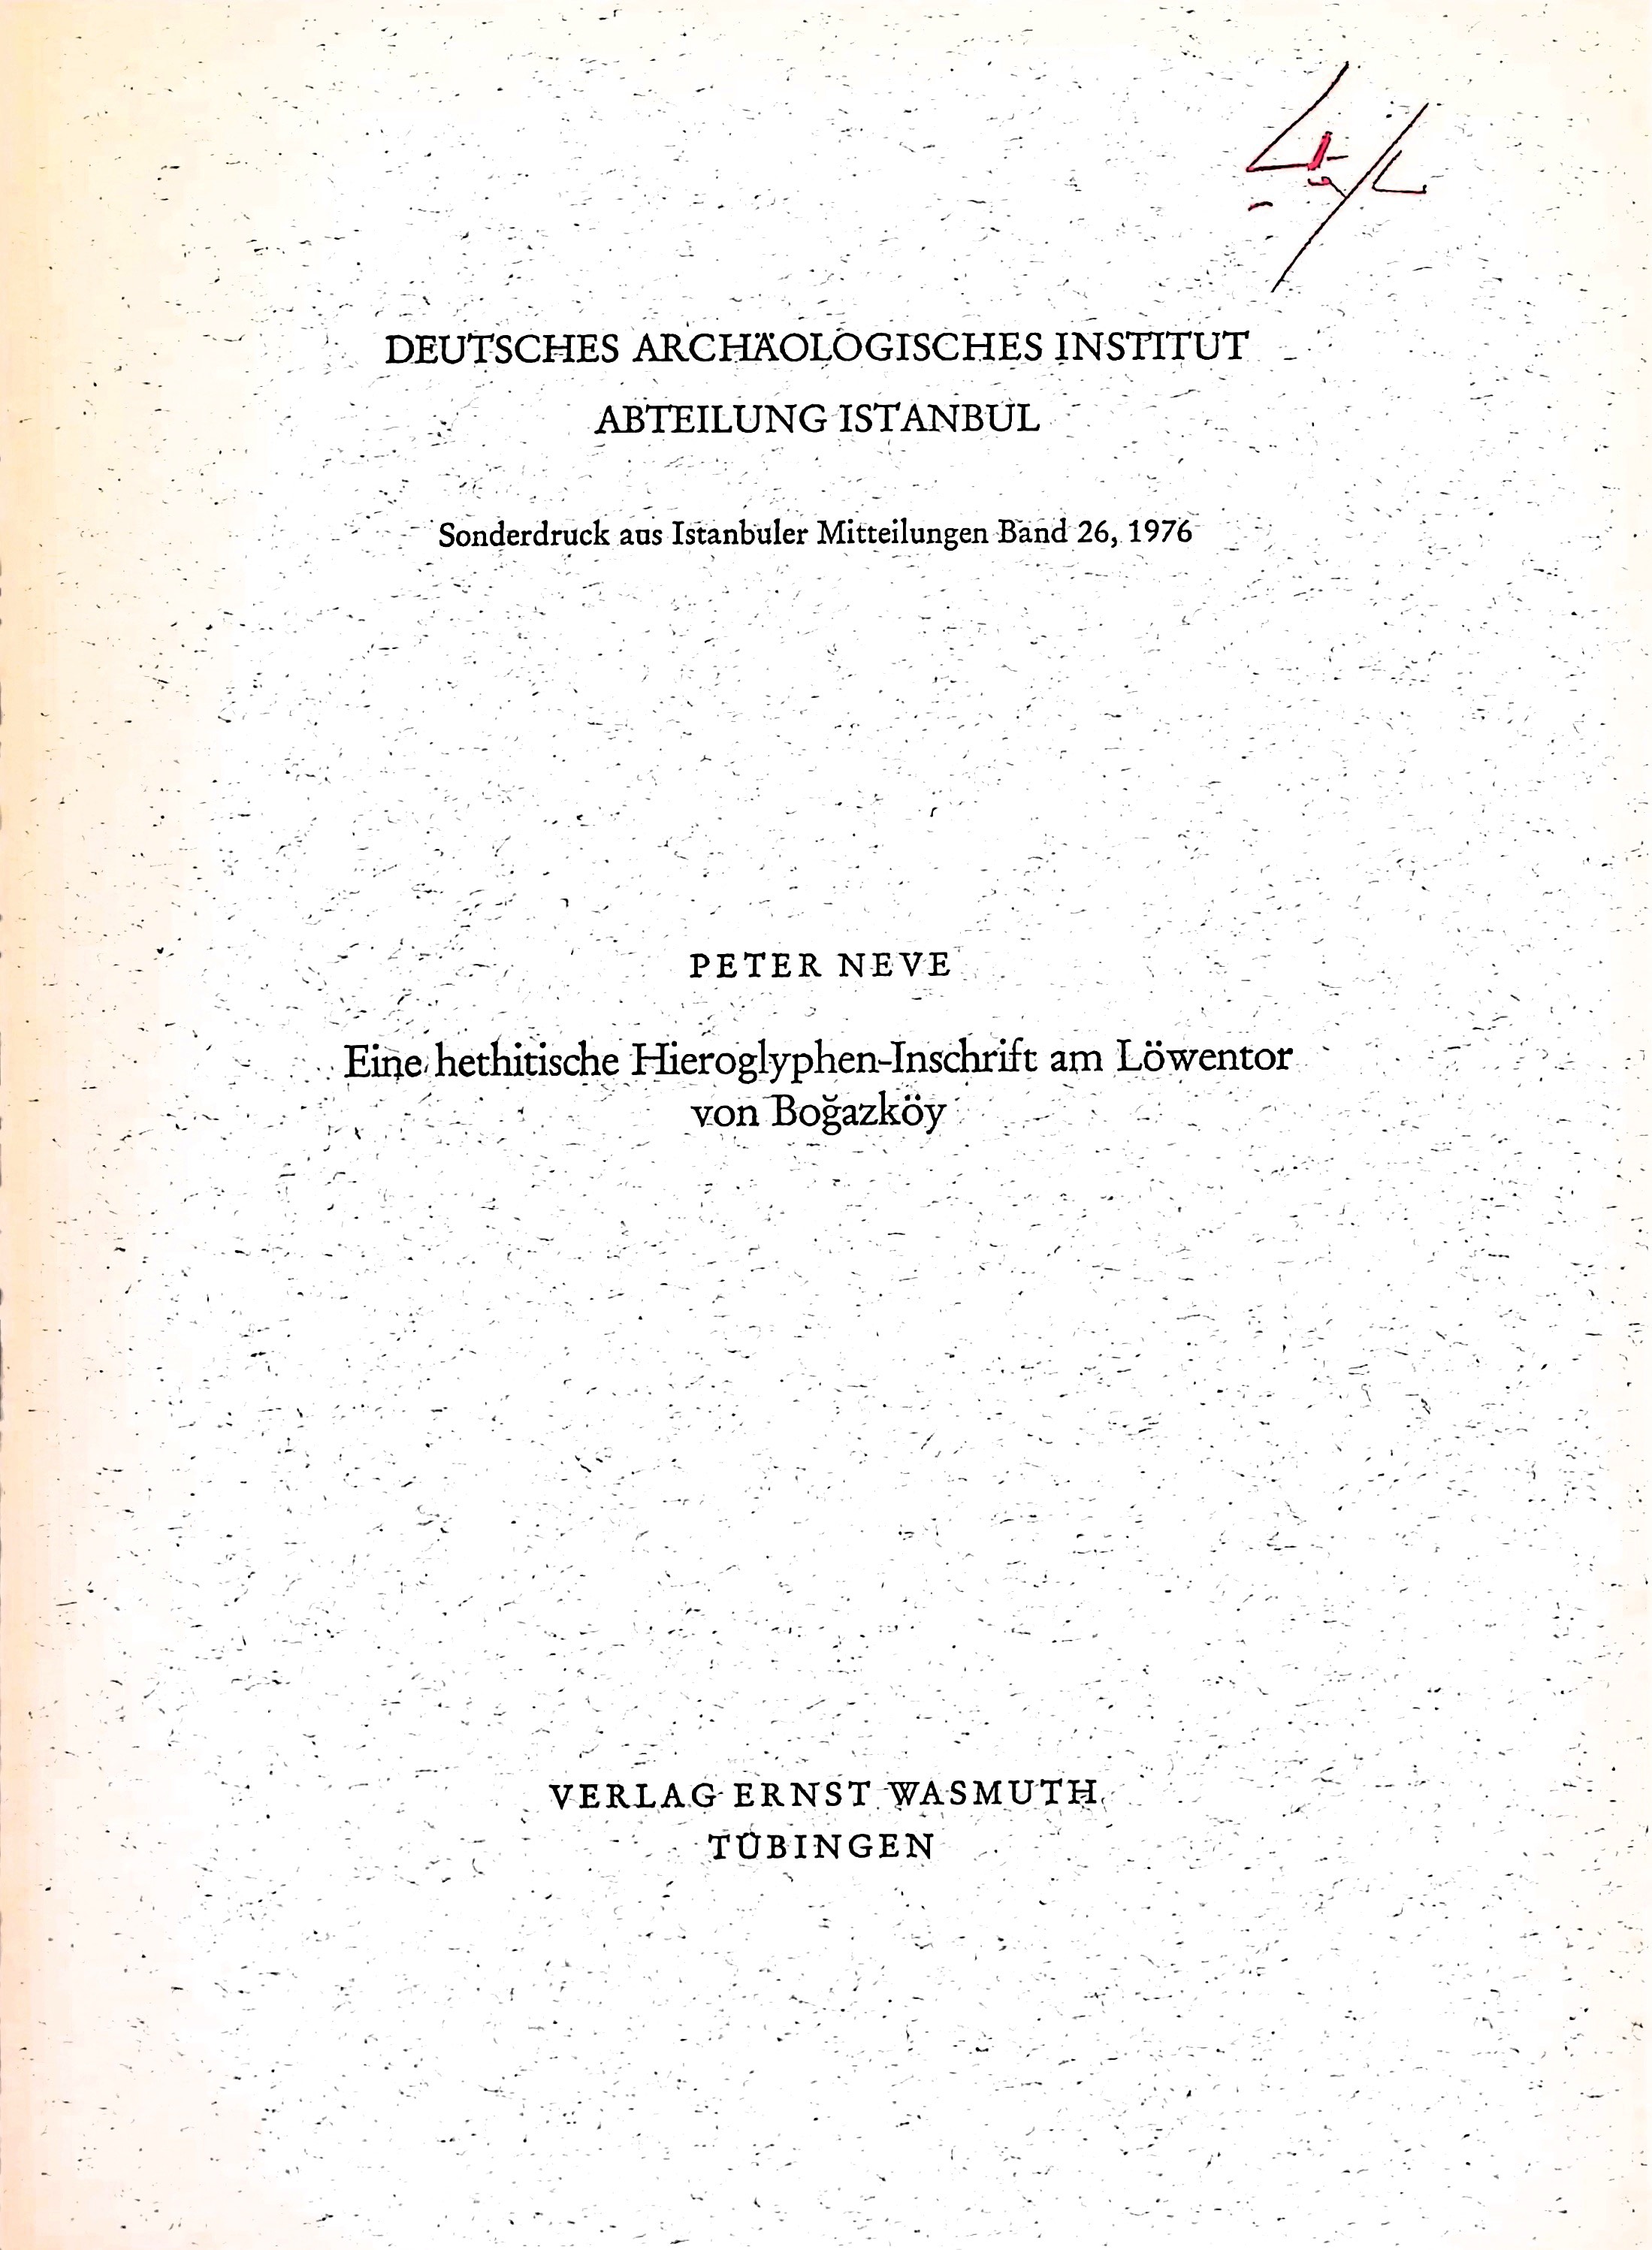 DEUTSCHES ARCHÄOLOGISCHES INSTITUT
ABTEILUNG ISTANBUL
Sonderdruck aus Istanbuler Mitteilungen Band 26, 1976
PETER NEVE
Eine hethitische Hieroglyphen-Inschrift am Löwentor
von Boğazköy
VERLAG ERNST WASMUTH
TÜBINGEN